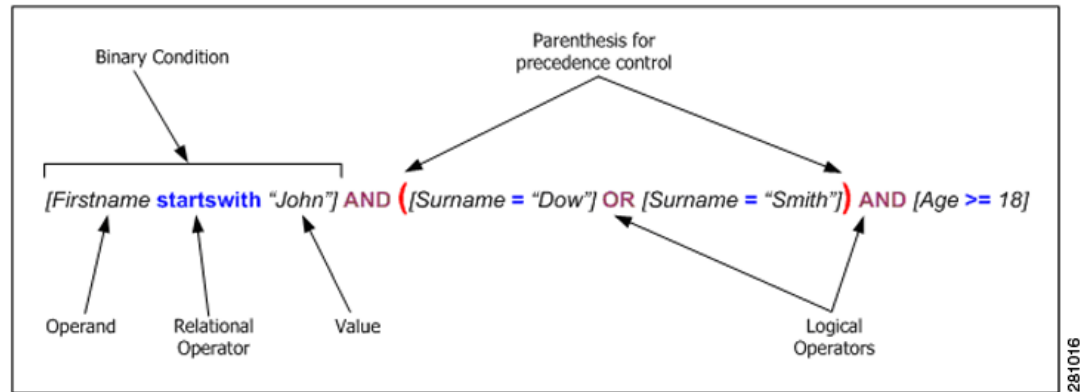 Binary Condition
Parenthesis for
precedence control
[Firstname startswith “John”] AND ([Surname = “Dow”] OR [Surname = “Smith”]) AND [Age >= 18]
Operand
Relational
Operator
Value
Logical
Operators
281016